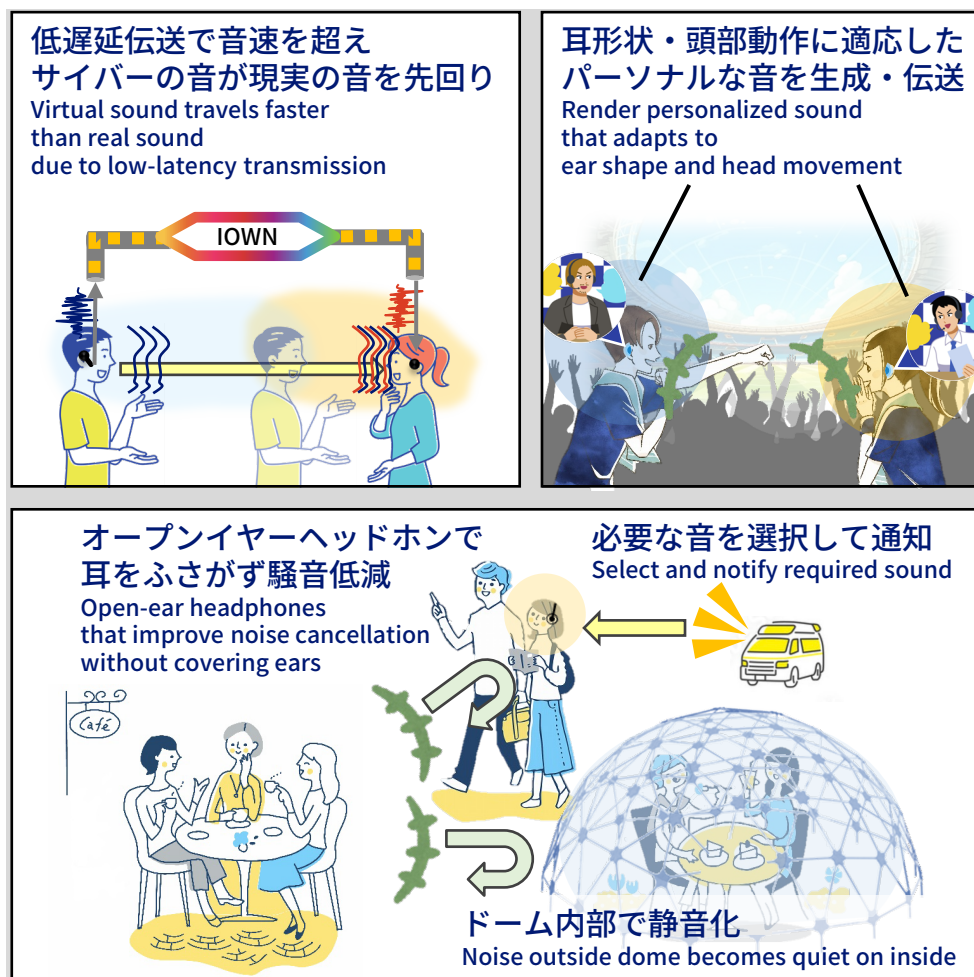 低遅延伝送で音速を超え
サイバーの音が現実の音を先回り
Virtual sound travels faster
than real sound
due to low-latency transmission
IOWN
耳形状・頭部動作に適応した
パーソナルな音を生成・伝送
Render personalized sound
that adapts to
ear shape and head movement
オープンイヤーヘッドホンで
耳をふさがず騒音低減
Open-ear headphones
that improve noise cancellation
without covering ears
必要な音を選択して通知
Select and notify required sound
Café
ドーム内部で静音化
Noise outside dome becomes quiet on inside